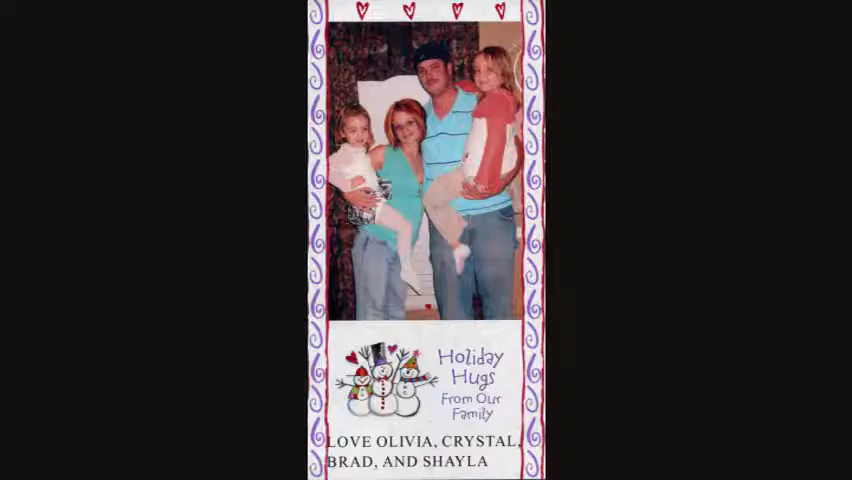 Holiday
Hugs
From Our
Family
LOVE OLIVIA, CRYSTAL,
BRAD, AND SHAYLA